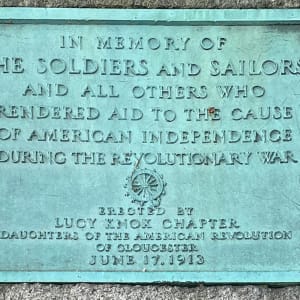 IN MEMORY OF
THE SOLDIERS AND SAILORS
AND ALL OTHERS WHO
RENDERED AID TO THE CAUSE
OF AMERICAN INDEPENDENCE
DURING THE REVOLUTIONARY WAR
ERECTED BY
LUCY KNOX CHAPTER
DAUGHTERS OF THE AMERICAN REVOLUTION
OF GLOUCESTER
JUNE 17, 1913